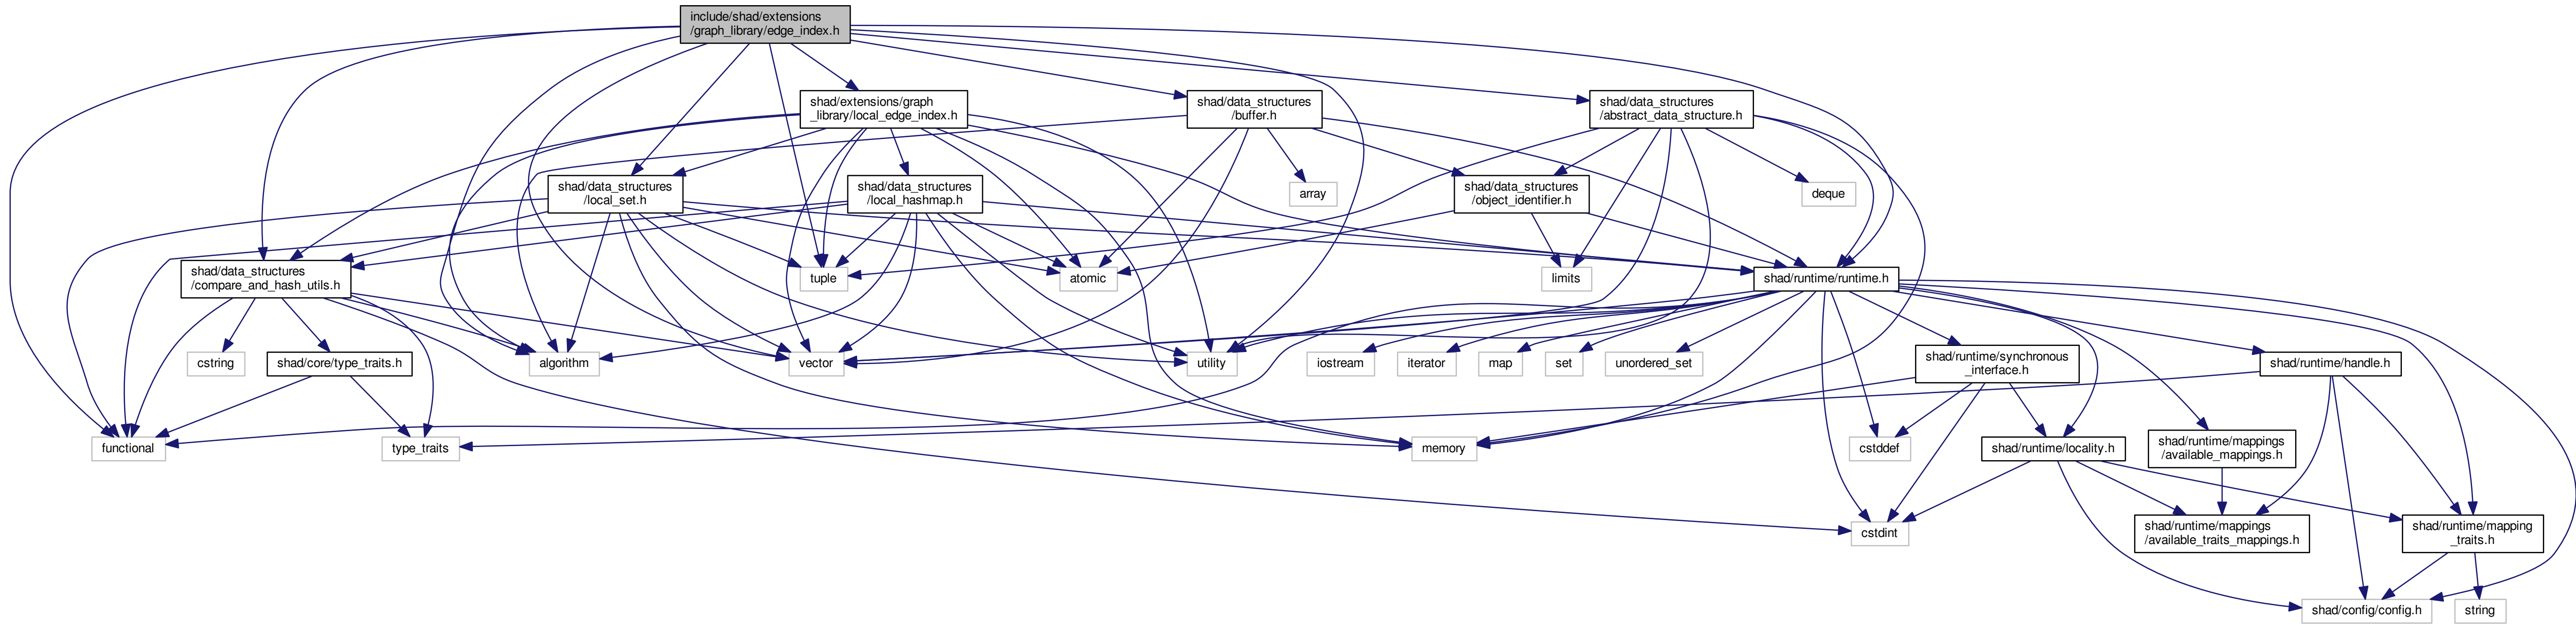 include/shad/extensions
/graph_library/edge_index.h
shad/extensions/graph
_library/local_edge_index.h
shad/data_structures
/buffer.h
shad/data_structures
/abstract_data_structure.h
shad/data_structures
/local_set.h
shad/data_structures
/local_hashmap.h
array
shad/data_structures
/object_identifier.h
deque
shad/data_structures
/compare_and_hash_utils.h
tuple
atomic
limits
shad/runtime/runtime.h
cstring
shad/core/type_traits.h
algorithm
vector
utility
iostream
iterator
map
set
unordered_set
shad/runtime/synchronous
_interface.h
shad/runtime/handle.h
functional
type_traits
memory
cstddef
shad/runtime/locality.h
shad/runtime/mappings
/available_mappings.h
cstdint
shad/runtime/mappings
/available_traits_mappings.h
shad/runtime/mapping
_traits.h
shad/config/config.h
string